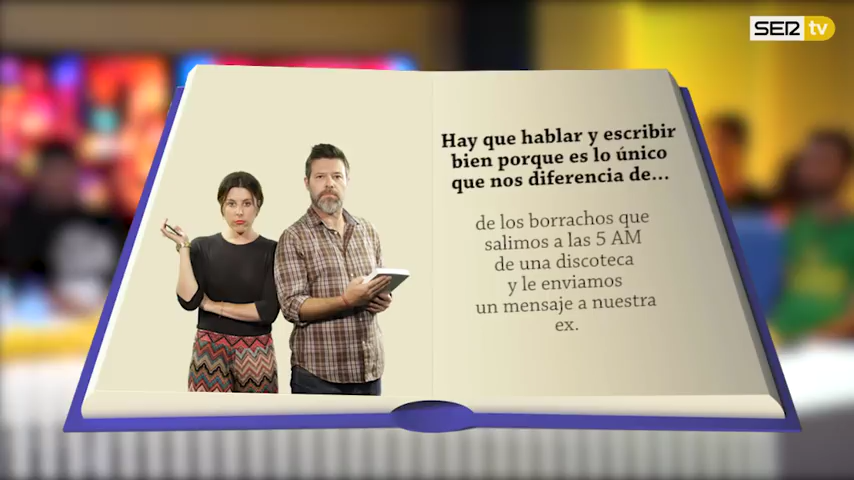 SER tv
Hay que hablar y escribir
bien porque es lo único
que nos diferencia de...
de los borrachos que
salimos a las 5 AM
de una discoteca
y le enviamos
un mensaje a nuestra
ex.